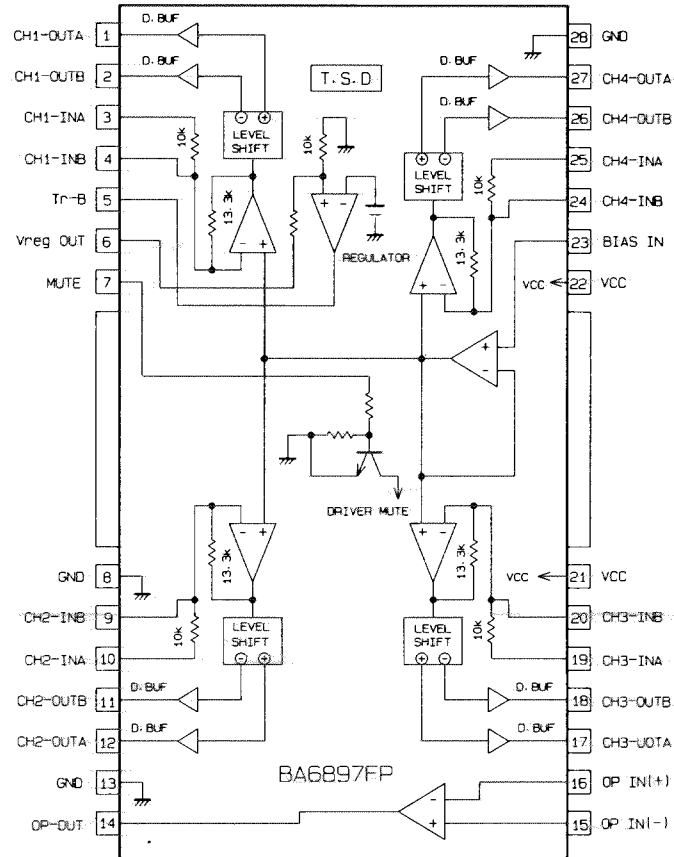 CH1-OUTA 1
CH1-OUTB 2
CH1-INA 3
CH1-INB 4
Tr-B 5
Vreg OUT 6
MUTE 7
GND 8
CH2-INB 9
CH2-INA 10
CH2-OUTB 11
CH2-OUTA 12
GND 13
OP-OUT 14
28 GND
27 CH4-OUTA
26 CH4-OUTB
25 CH4-INA
24 CH4-INB
23 BIAS IN
22 VCC
21 VCC
20 CH3-INB
19 CH3-INA
18 CH3-OUTB
17 CH3-UOTA
16 OP IN(+)
15 OP IN(-)
D.BUF
D.BUF
T.S.D
D.BUF
D.BUF
- +
LEVEL
SHIFT
10k
13.3k
- +
10k
+ -
REGULATOR
+ -
LEVEL
SHIFT
10k
13.3k
+ -
VCC
+
-
DRIVER MUTE
- +
13.3k
10k
LEVEL
SHIFT
- +
D.BUF
D.BUF
+ -
13.3k
VCC
10k
LEVEL
SHIFT
+ -
D.BUF
D.BUF
BA6897FP
-
+